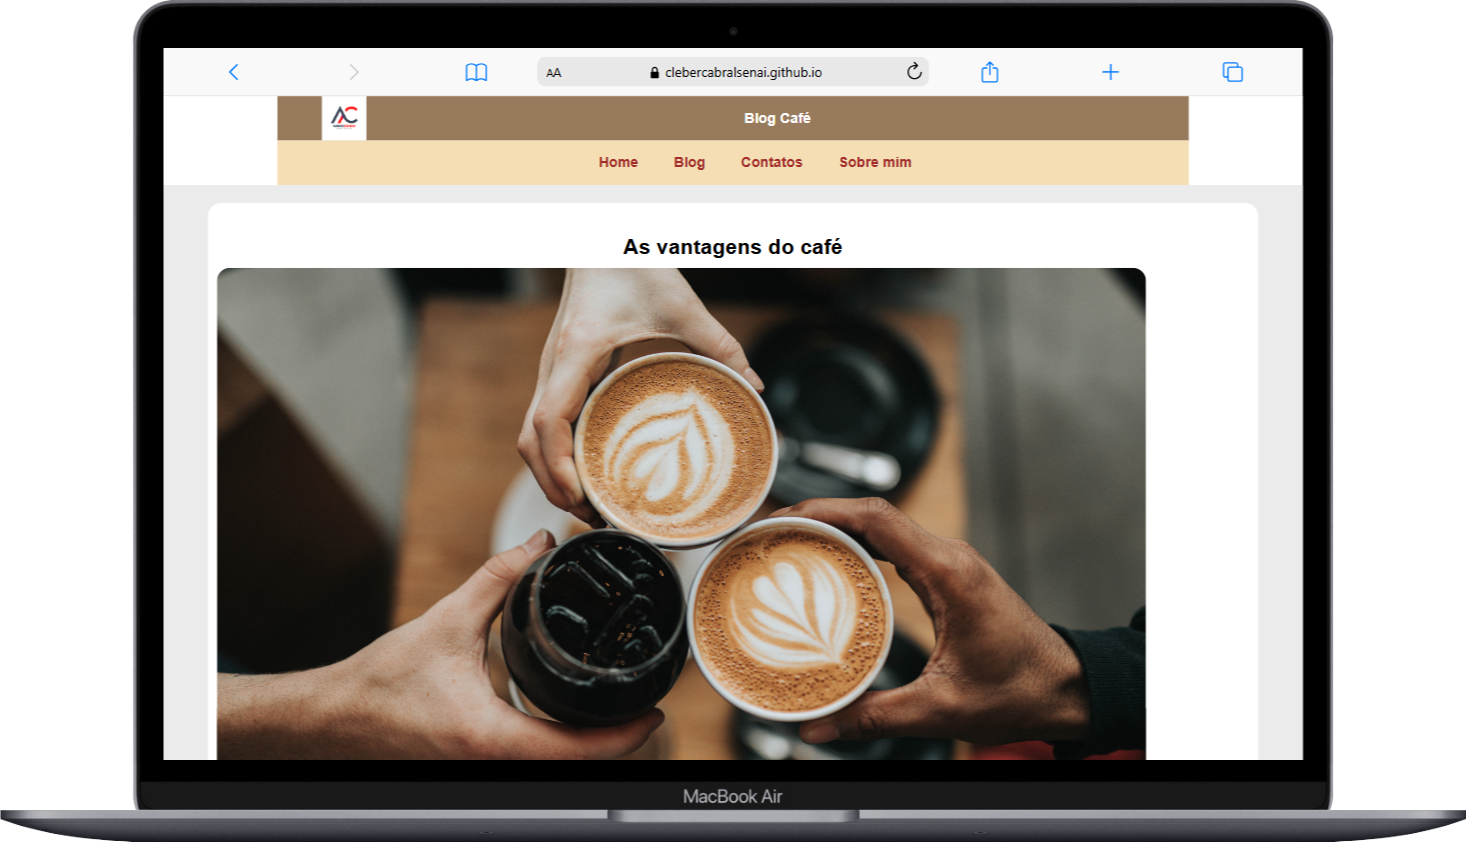 AA clebercabralsenai.github.io
AC
Blog Café
Home Blog Contatos Sobre mim
As vantagens do café
MacBook Air